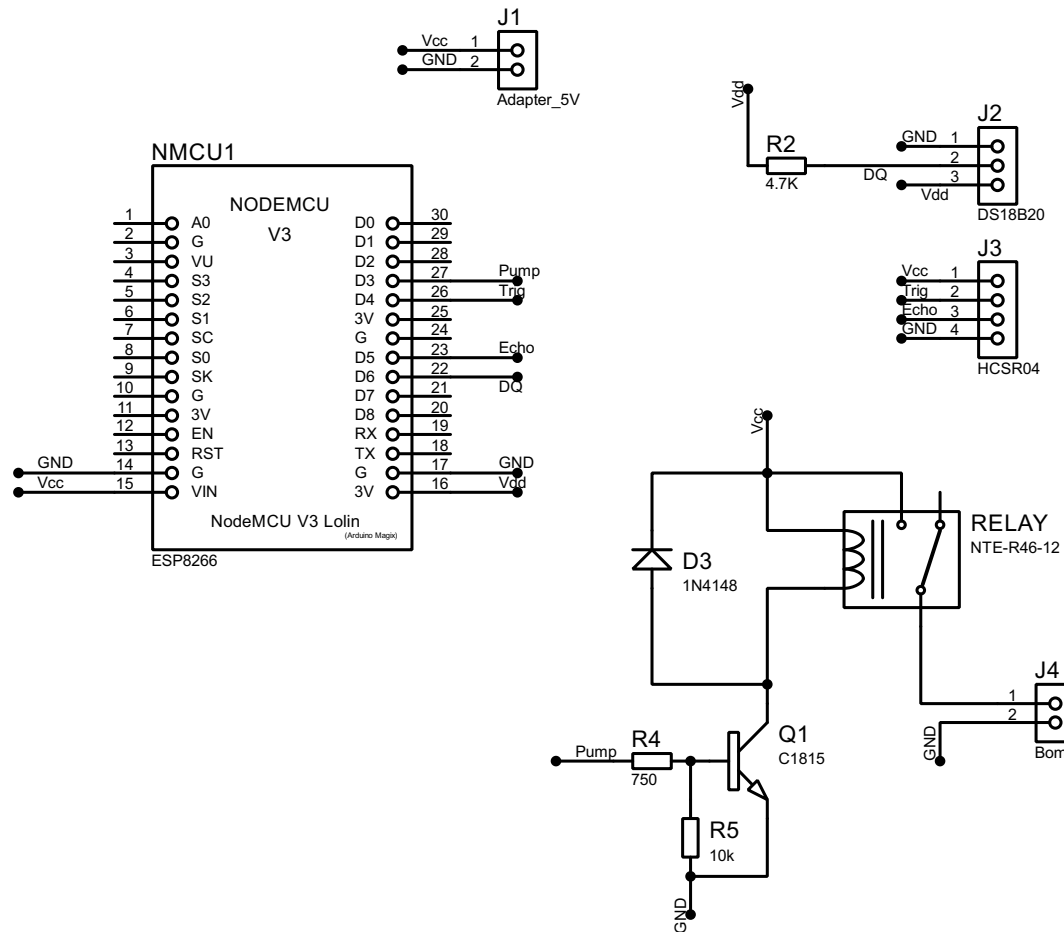 J1
Vcc 1
GND 2
Adapter_5V
Vdd
R2
4.7K
J2
GND 1
DQ 2
Vdd 3
DS18B20
J3
Vcc 1
Trig 2
Echo 3
GND 4
HCSR04
NMCU1
NODEMCU
V3
1 A0 D0 30
2 G D1 29
3 VU D2 28
4 S3 D3 27 Pump
5 S2 D4 26 Trig
6 S1 3V 25
7 SC G 24
8 S0 D5 23 Echo
9 SK D6 22 DQ
10 G D7 21
11 3V D8 20
12 EN RX 19
13 RST TX 18
GND 14 G G 17 GND
Vcc 15 VIN 3V 16 Vdd
NodeMCU V3 Lolin
(Arduino Magix)
ESP8266
Vcc
RELAY
NTE-R46-12
D3
1N4148
J4
1
2
GND
Bom
Q1
C1815
Pump
R4
750
R5
10k
GND